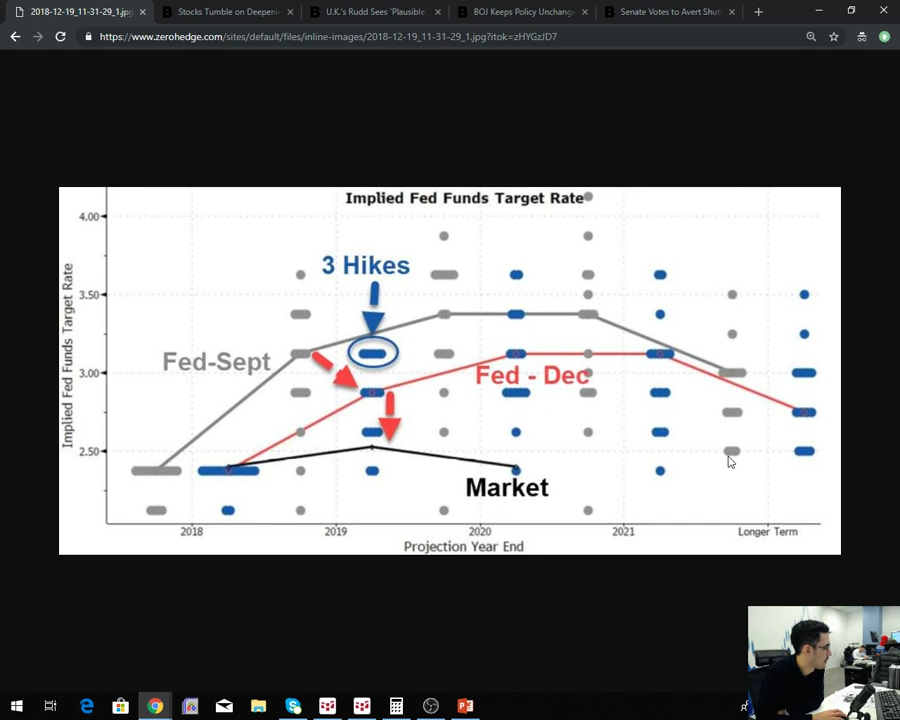 2018-12-19_11-31-29_1.jpg
Stocks Tumble on Deepeni
U.K.'s Rudd Sees 'Plausible'
BOJ Keeps Policy Unchang
Senate Votes to Avert Shut
https://www.zerohedge.com/sites/default/files/inline-images/2018-12-19_11-31-29_1.jpg?itok=zHYGzJD7
Implied Fed Funds Target Rate
4.00
3 Hikes
3.50
Fed-Sept
Implied Fed Funds Target Rate
3.00
Fed - Dec
2.50
Market
2018
2019
2020
2021
Longer Term
Projection Year End